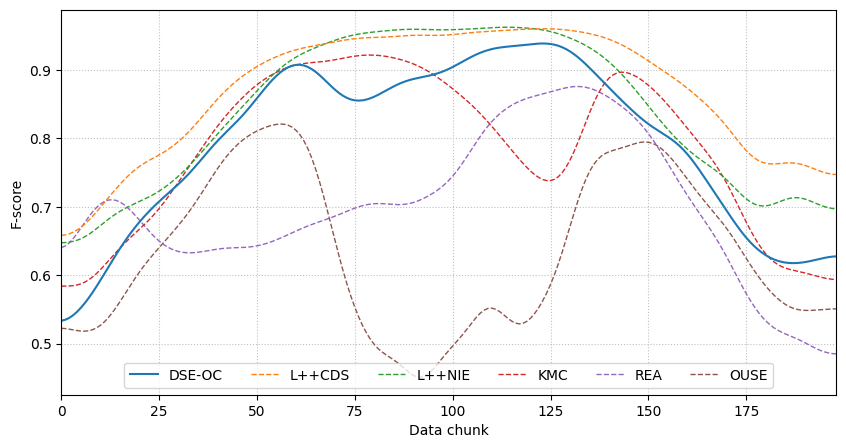 F-score
0.9
0.8
0.7
0.6
0.5
DSE-OC L++CDS L++NIE KMC REA OUSE
0 25 50 75 100 125 150 175
Data chunk